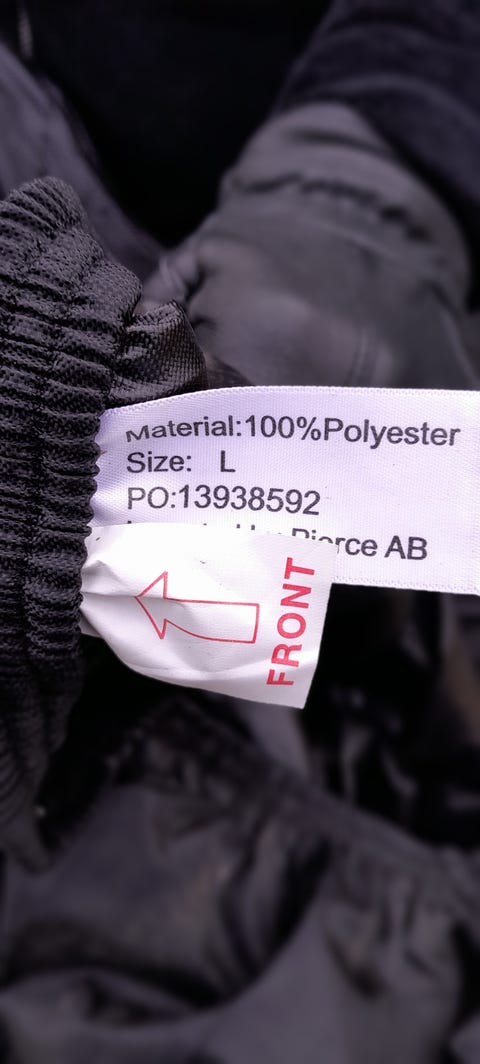 Material:100%Polyester
Size: L
PO:13938592
Pierce AB
FRONT